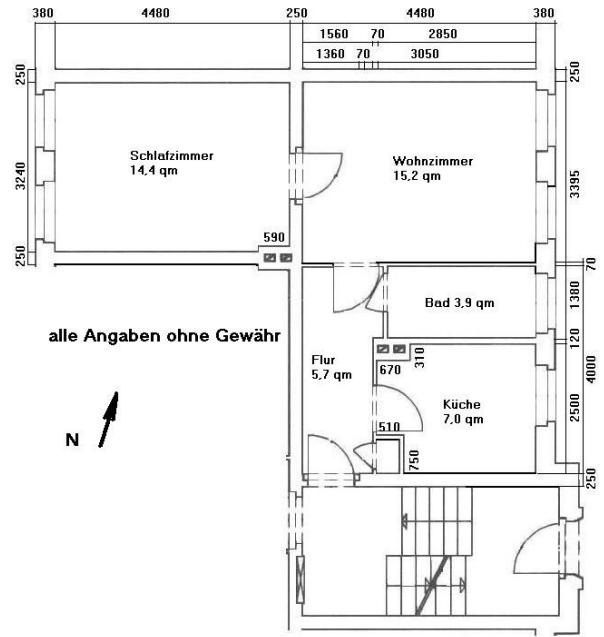 380 4480 250 4480 380
1560 70 2850
1360 70 3050
250 250
Schlafzimmer
14,4 qm
Wohnzimmer
15,2 qm
3240
3395
590
250
70
Bad 3,9 qm
1380
alle Angaben ohne Gewähr
120
Flur
5,7 qm
310
670
4000
Küche
7,0 qm
2500
510
N
750
250